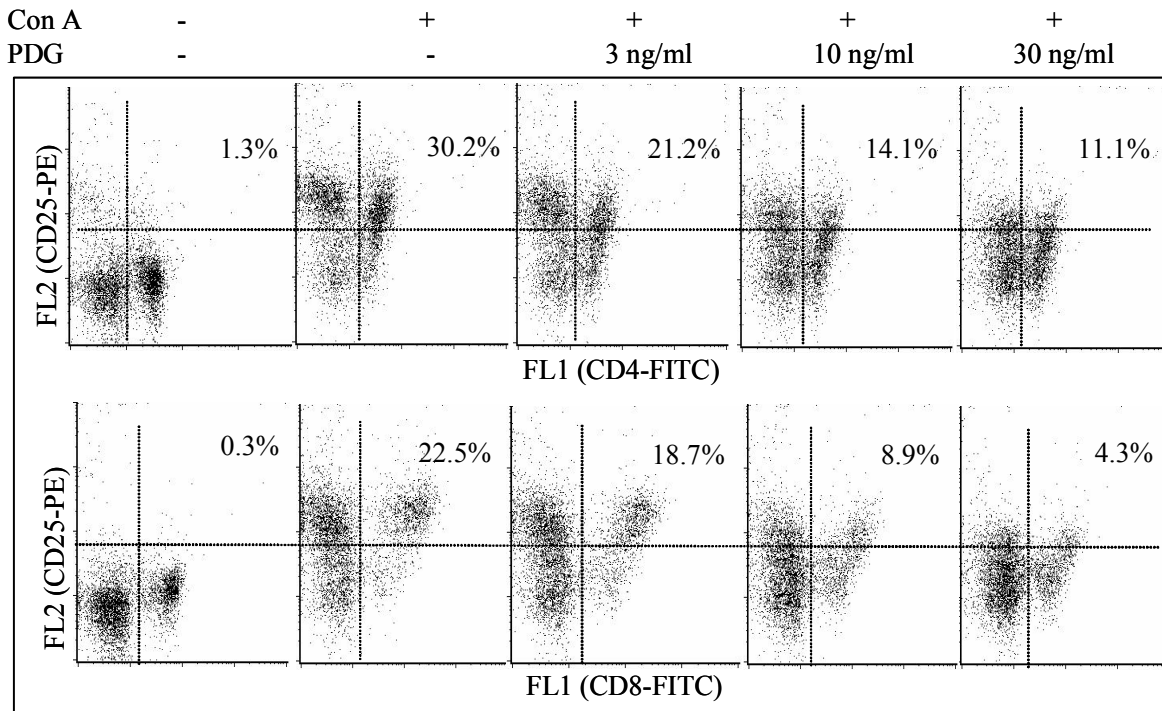 Con A - + + + +
PDG - - 3 ng/ml 10 ng/ml 30 ng/ml
FL2 (CD25-PE)
1.3% 30.2% 21.2% 14.1% 11.1%
FL1 (CD4-FITC)
FL2 (CD25-PE)
0.3% 22.5% 18.7% 8.9% 4.3%
FL1 (CD8-FITC)